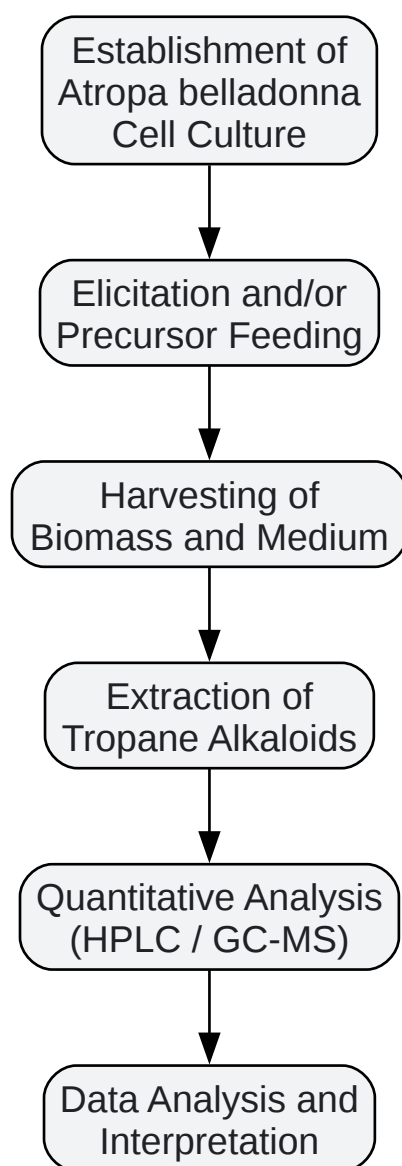 Establishment of
Atropa belladonna
Cell Culture
Elicitation and/or
Precursor Feeding
Harvesting of
Biomass and Medium
Extraction of
Tropane Alkaloids
Quantitative Analysis
(HPLC / GC-MS)
Data Analysis and
Interpretation